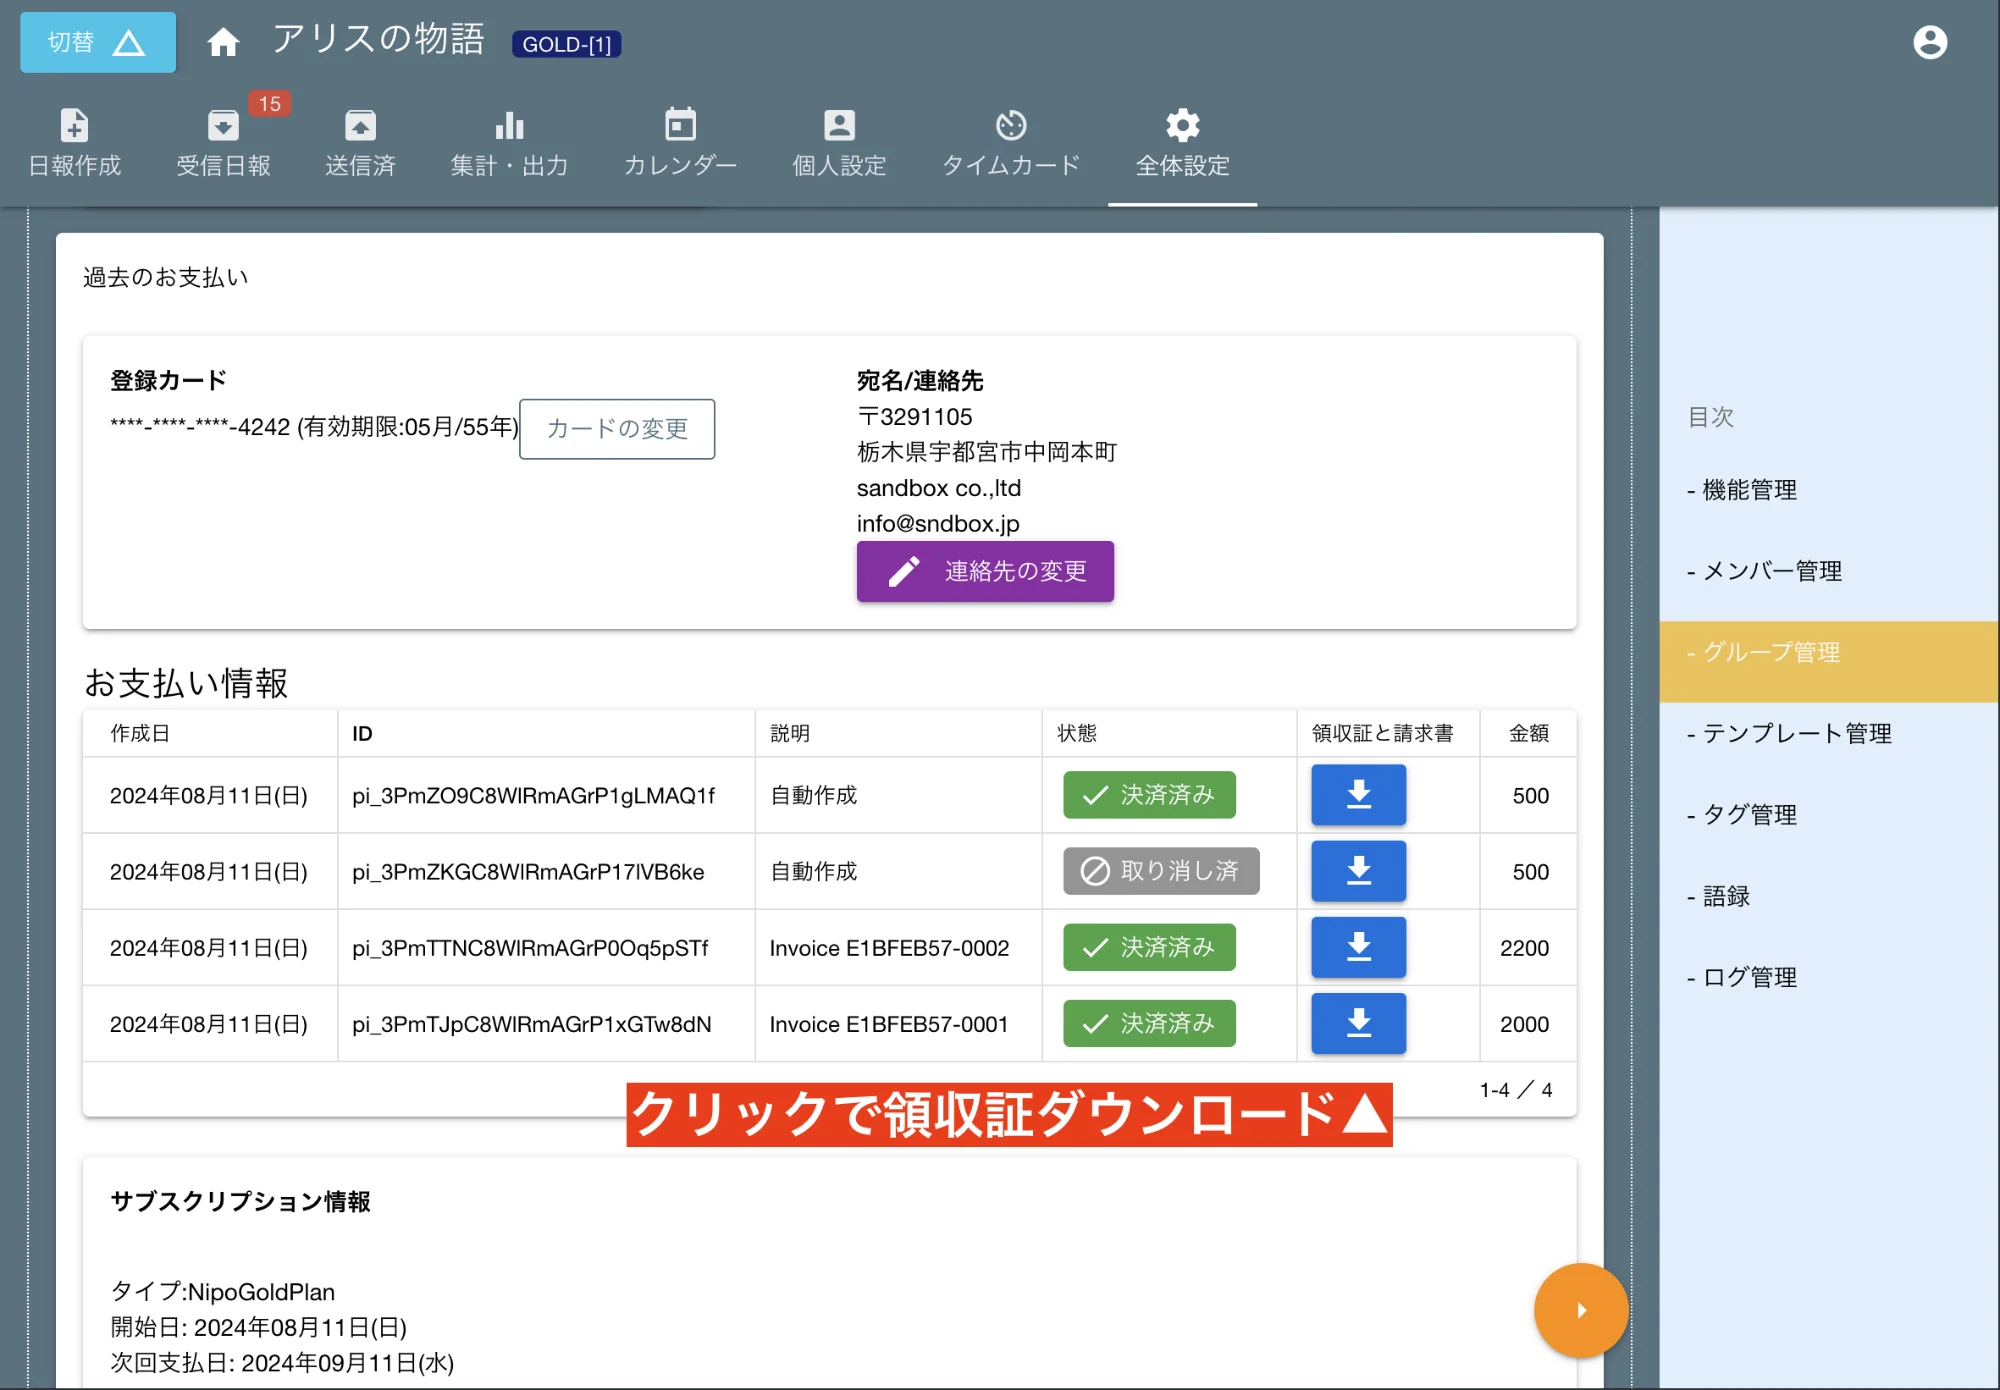 切替
アリスの物語 GOLD-[1]
15
日報作成 受信日報 送信済 集計・出力 カレンダー 個人設定 タイムカード 全体設定
過去のお支払い
登録カード
****-****-****-4242 (有効期限:05月/55年) カードの変更
宛名/連絡先
〒3291105
栃木県宇都宮市中岡本町
sandbox co.,ltd
info@sndbox.jp
連絡先の変更
お支払い情報
作成日 ID 説明 状態 領収証と請求書 金額
2024年08月11日(日) pi_3PmZO9C8WIRmAGrP1gLMAQ1f 自動作成 決済済み 500
2024年08月11日(日) pi_3PmZKGC8WIRmAGrP17lVB6ke 自動作成 取り消し済 500
2024年08月11日(日) pi_3PmTTNC8WIRmAGrP0Oq5pSTf Invoice E1BFEB57-0002 決済済み 2200
2024年08月11日(日) pi_3PmTJpC8WIRmAGrP1xGTw8dN Invoice E1BFEB57-0001 決済済み 2000
1-4 ／ 4
クリックで領収証ダウンロード▲
サブスクリプション情報
タイプ:NipoGoldPlan
開始日: 2024年08月11日(日)
次回支払日: 2024年09月11日(水)
目次
- 機能管理
- メンバー管理
- グループ管理
- テンプレート管理
- タグ管理
- 語録
- ログ管理